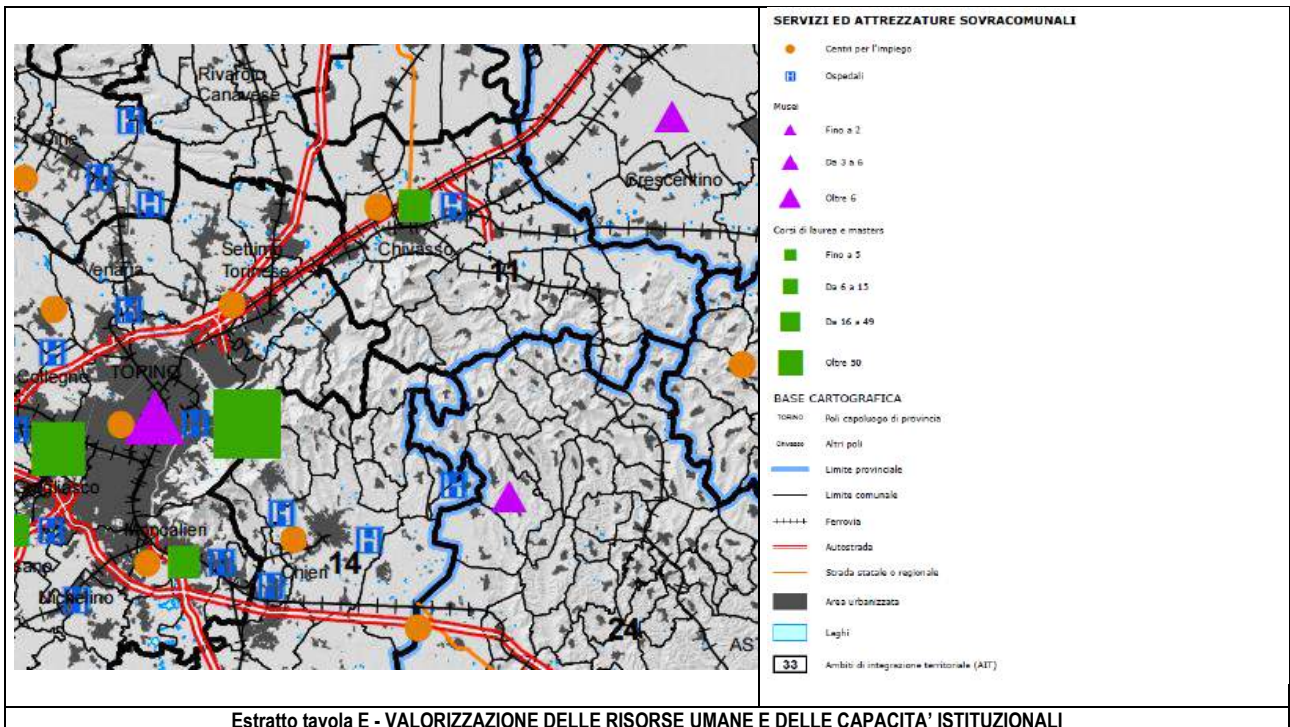 Rivarolo
Canavese
Crescentino
Settimo
Torinese
Chivasso
Venaria
11
Collegno
TORINO
Moncalieri
Chieri
14
Nichelino
24
AS
SERVIZI ED ATTREZZATURE SOVRACOMUNALI
Centri per l'impiego
Ospedali
Musei
Fino a 2
Da 3 a 6
Oltre 6
Corsi di laurea e masters
Fino a 5
Da 6 a 15
Da 16 a 49
Oltre 50
BASE CARTOGRAFICA
TORINO Poli capoluogo di provincia
Chivasso Altri poli
Limite provinciale
Limite comunale
Ferrovia
Autostrada
Strada statale o regionale
Area urbanizzata
Laghi
33 Ambiti di integrazione territoriale (AIT)
Estratto tavola E - VALORIZZAZIONE DELLE RISORSE UMANE E DELLE CAPACITA' ISTITUZIONALI